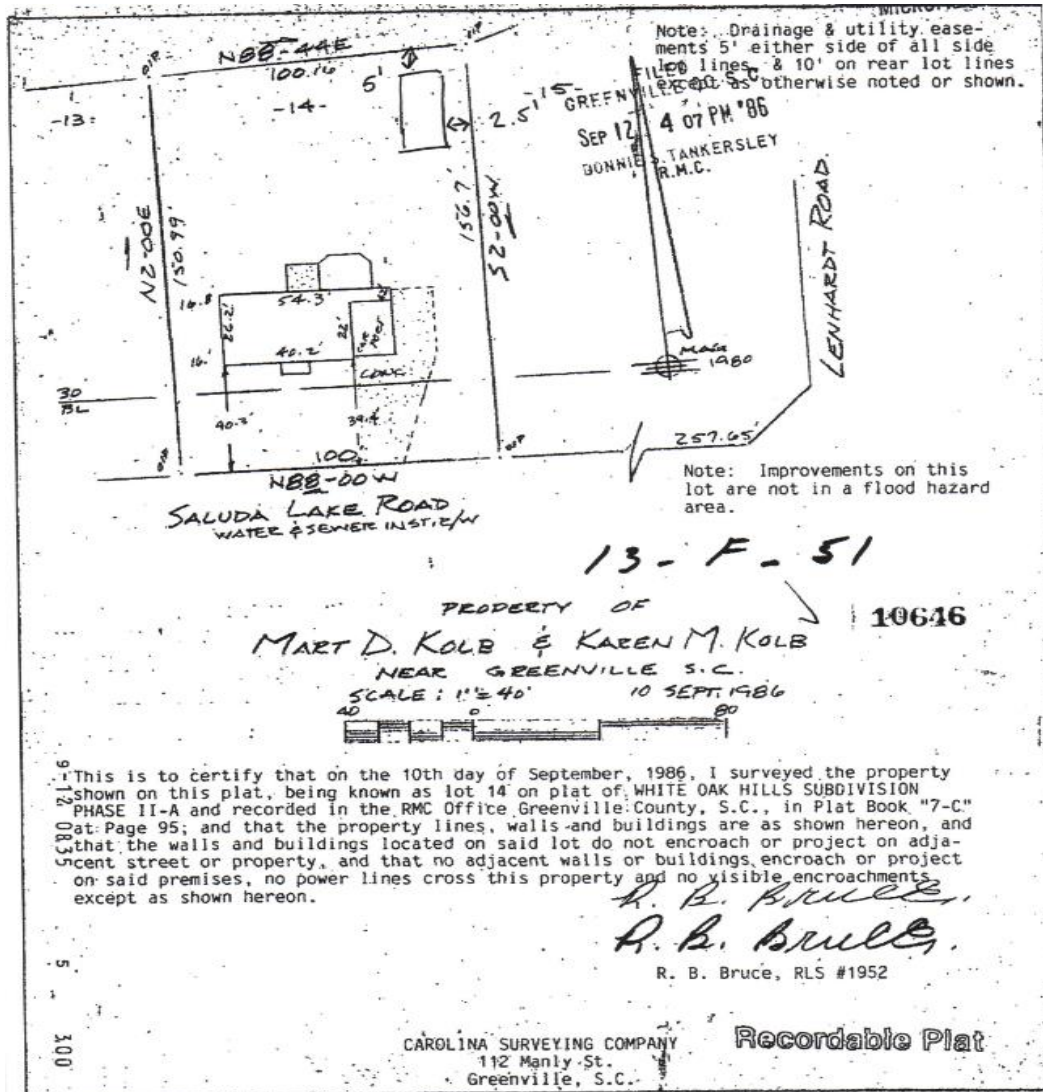 Note: Drainage & utility ease-
ments 5' either side of all side
lot lines, & 10' on rear lot lines
except as otherwise noted or shown.
FILED
GREENVILLE CO. S. C.
SEP 12 4 07 PM '86
DONNIE S. TANKERSLEY
R.M.C.
N88-44E
100.16
OIP
OIP
5'
-13-
-14-
-15-
2.5'
N2-00E
150.99'
156.7'
S2-00W
LENHARDT ROAD
16.8'
54.3'
26.2'
22'
CAR
PORT
16.'
40.2'
CONC.
30
BL
40.3'
39.4'
MAG.
1980
OIP
OIP
100'
257.65'
N88-00W
SALUDA LAKE ROAD
WATER & SEWER INST. R/W
Note: Improvements on this
lot are not in a flood hazard
area.
13 - F - 51
10646
PROPERTY OF
MART D. KOLB & KAREN M. KOLB
NEAR GREENVILLE S.C.
SCALE: 1"=40' 10 SEPT. 1986
40 0 80
This is to certify that on the 10th day of September, 1986, I surveyed the property
shown on this plat, being known as lot 14 on plat of WHITE OAK HILLS SUBDIVISION
PHASE II-A and recorded in the RMC Office Greenville County, S.C., in Plat Book "7-C"
at Page 95; and that the property lines, walls and buildings are as shown hereon, and
that the walls and buildings located on said lot do not encroach or project on adja-
cent street or property, and that no adjacent walls or buildings encroach or project
on said premises, no power lines cross this property and no visible encroachments
except as shown hereon.
R. B. Bruce
R. B. Bruce
R. B. Bruce, RLS #1952
CAROLINA SURVEYING COMPANY
112 Manly St.
Greenville, S.C.
Recordable Plat